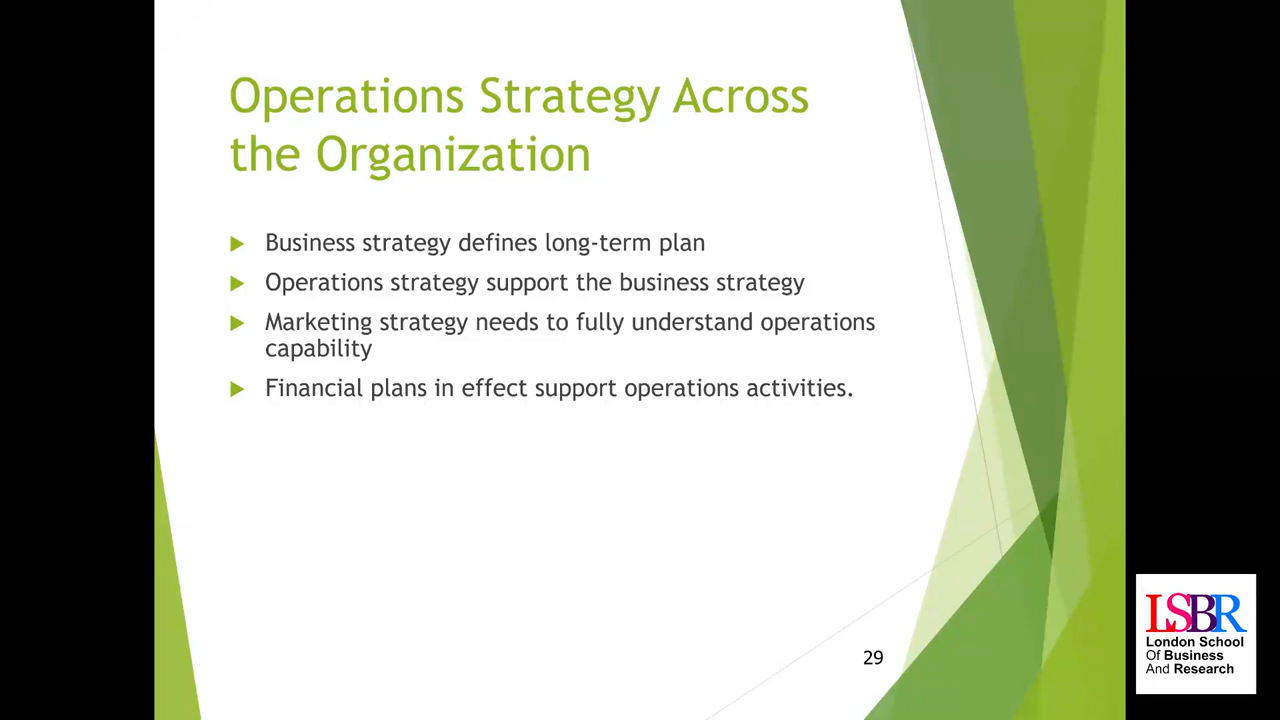 Operations Strategy Across
the Organization
Business strategy defines long-term plan
Operations strategy support the business strategy
Marketing strategy needs to fully understand operations
capability
Financial plans in effect support operations activities.
29
LSBR
London School
Of Business
And Research